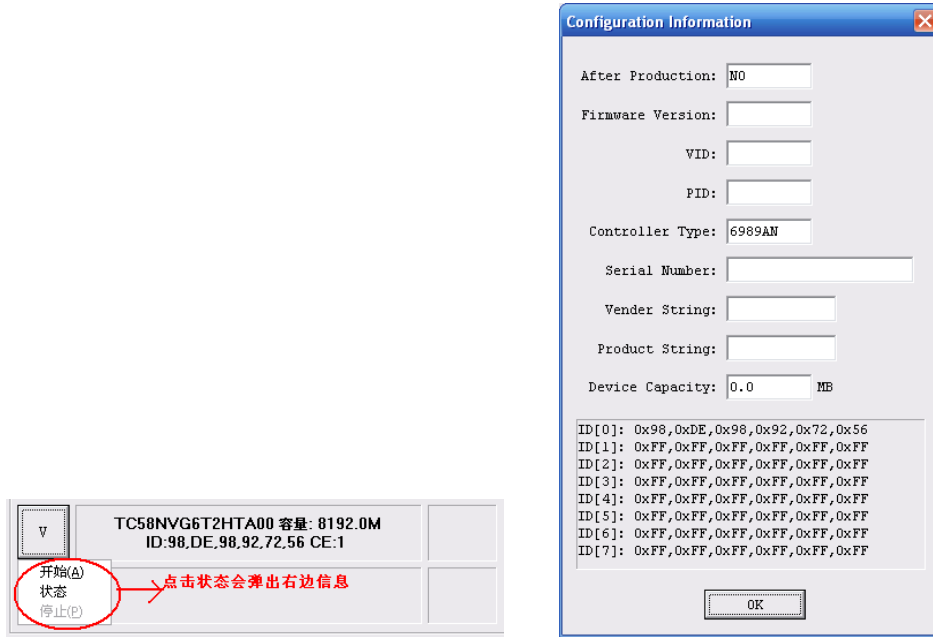 V
TC58NVG6T2HTA00 容量: 8192.0M
ID:98,DE,98,92,72,56 CE:1
开始(A)
状态
停止(P)
点击状态会弹出右边信息
Configuration Information
After Production: NO
Firmware Version:
VID:
PID:
Controller Type: 6989AN
Serial Number:
Vender String:
Product String:
Device Capacity: 0.0 MB
ID[0]: 0x98,0xDE,0x98,0x92,0x72,0x56
ID[1]: 0xFF,0xFF,0xFF,0xFF,0xFF,0xFF
ID[2]: 0xFF,0xFF,0xFF,0xFF,0xFF,0xFF
ID[3]: 0xFF,0xFF,0xFF,0xFF,0xFF,0xFF
ID[4]: 0xFF,0xFF,0xFF,0xFF,0xFF,0xFF
ID[5]: 0xFF,0xFF,0xFF,0xFF,0xFF,0xFF
ID[6]: 0xFF,0xFF,0xFF,0xFF,0xFF,0xFF
ID[7]: 0xFF,0xFF,0xFF,0xFF,0xFF,0xFF
OK